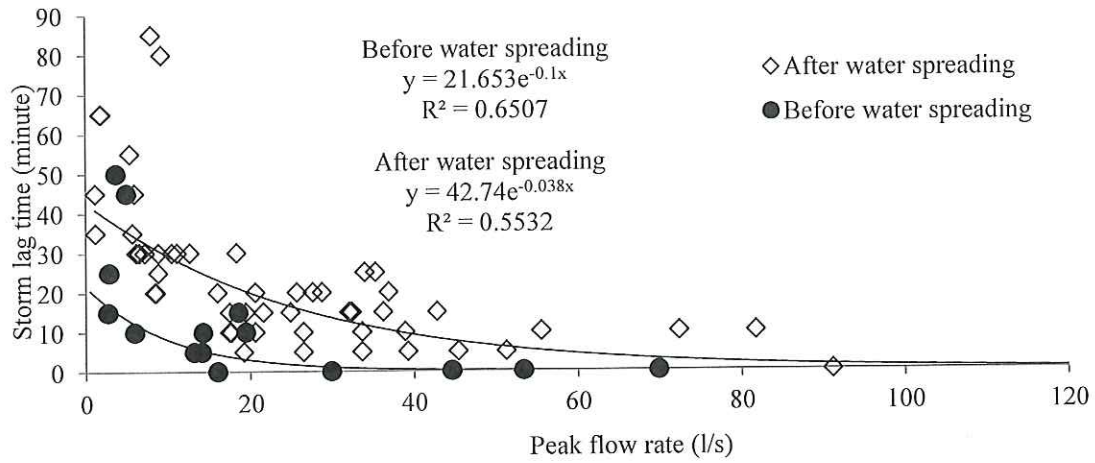 90
80
70
60
50
40
30
20
10
0
Storm lag time (minute)
Before water spreading
y = 21.653e^-0.1x
R² = 0.6507
After water spreading
y = 42.74e^-0.038x
R² = 0.5532
After water spreading
Before water spreading
0 20 40 60 80 100 120
Peak flow rate (l/s)